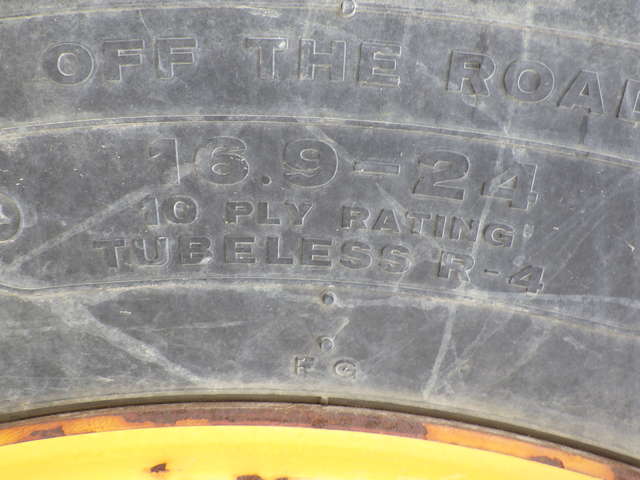 OFF THE ROAD
16.9-24
10 PLY RATING
TUBELESS R-4
F G